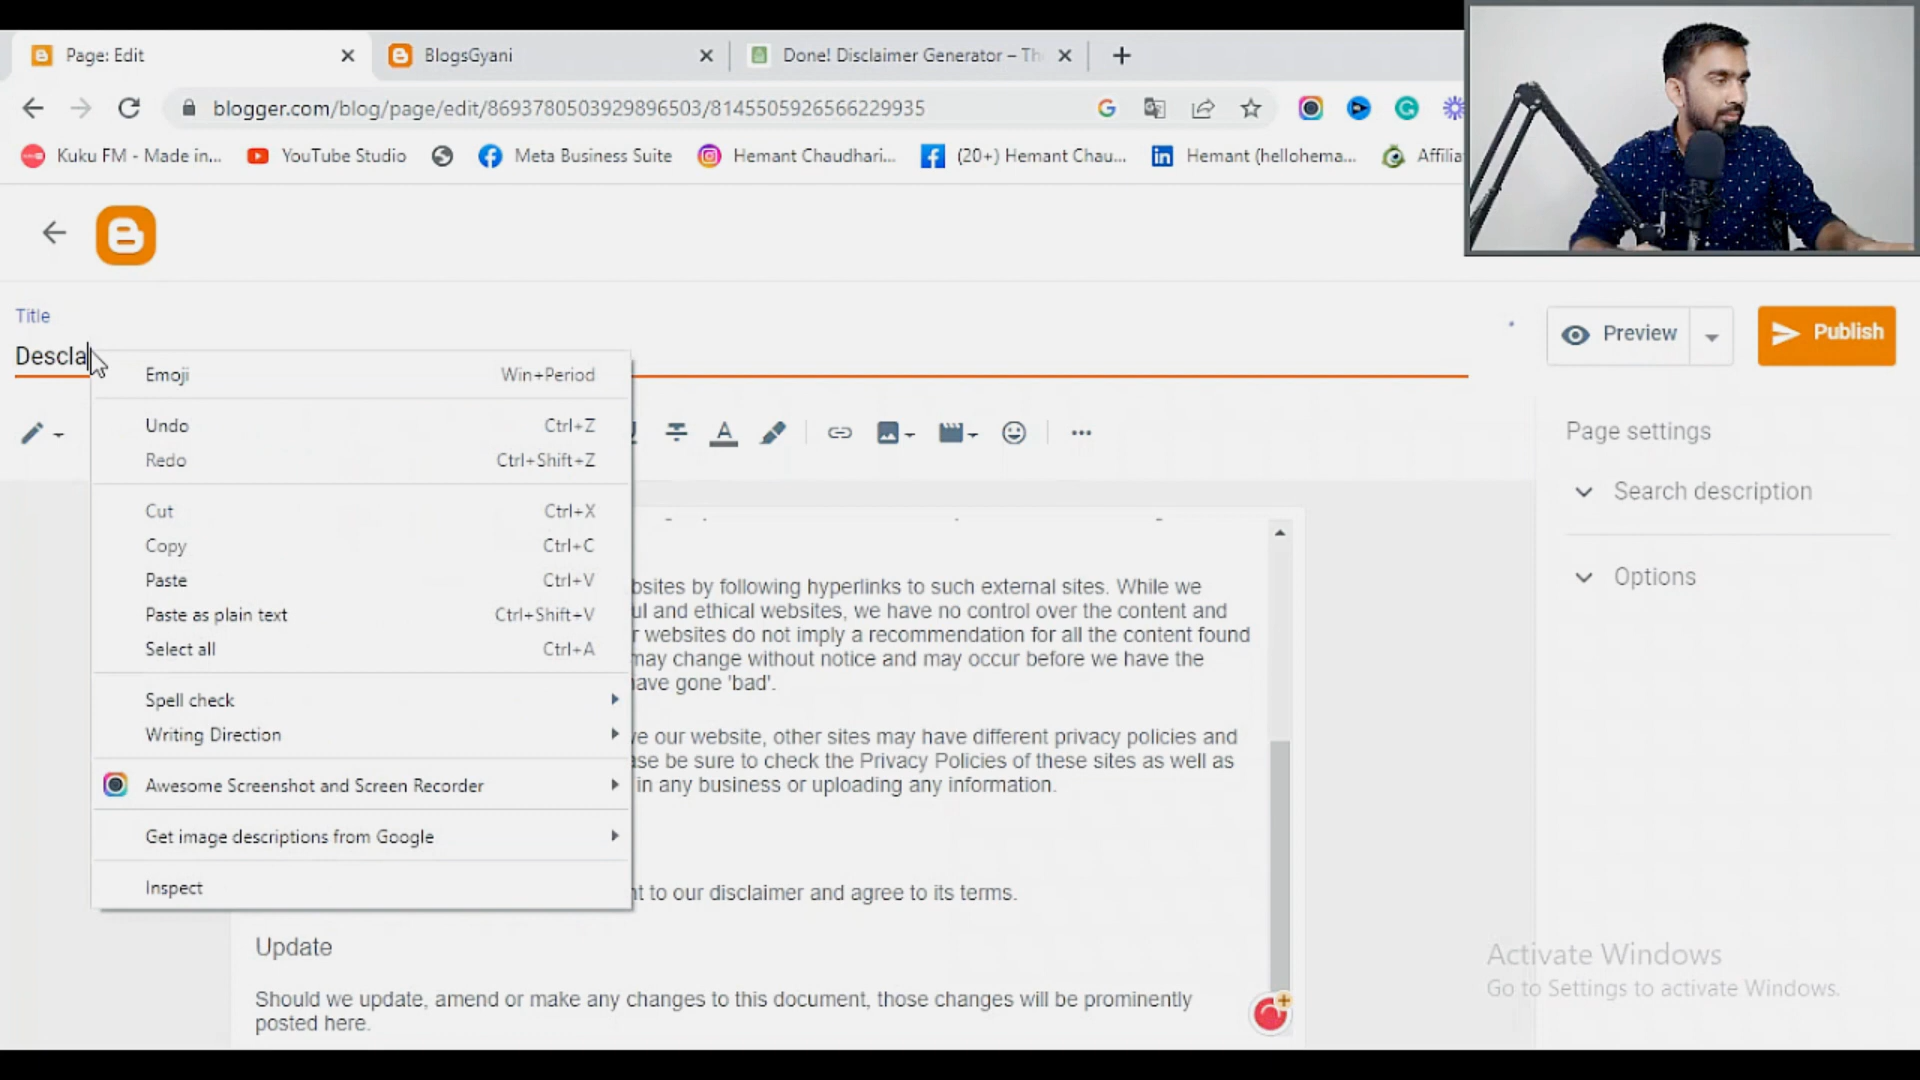 Page: Edit
BlogsGyani
Done! Disclaimer Generator – Th
blogger.com/blog/page/edit/8693780503929896503/8145505926566229935
Kuku FM - Made in...
YouTube Studio
Meta Business Suite
Hemant Chaudhari...
(20+) Hemant Chau...
Hemant (hellohema...
Affilia
Title
Descla
Preview
Publish
Emoji Win+Period
Undo Ctrl+Z
Redo Ctrl+Shift+Z
Cut Ctrl+X
Copy Ctrl+C
Paste Ctrl+V
Paste as plain text Ctrl+Shift+V
Select all Ctrl+A
Spell check
Writing Direction
Awesome Screenshot and Screen Recorder
Get image descriptions from Google
Inspect
Page settings
Search description
Options
bsites by following hyperlinks to such external sites. While we
ul and ethical websites, we have no control over the content and
r websites do not imply a recommendation for all the content found
may change without notice and may occur before we have the
ave gone 'bad'.
ve our website, other sites may have different privacy policies and
ase be sure to check the Privacy Policies of these sites as well as
in any business or uploading any information.
nt to our disclaimer and agree to its terms.
Update
Should we update, amend or make any changes to this document, those changes will be prominently
posted here.
Activate Windows
Go to Settings to activate Windows.